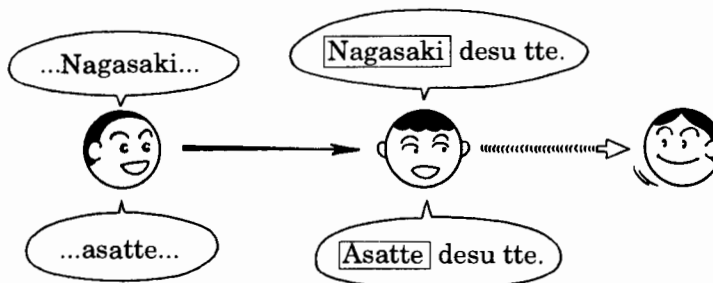 ...Nagasaki...
Nagasaki desu tte.
...asatte...
Asatte desu tte.